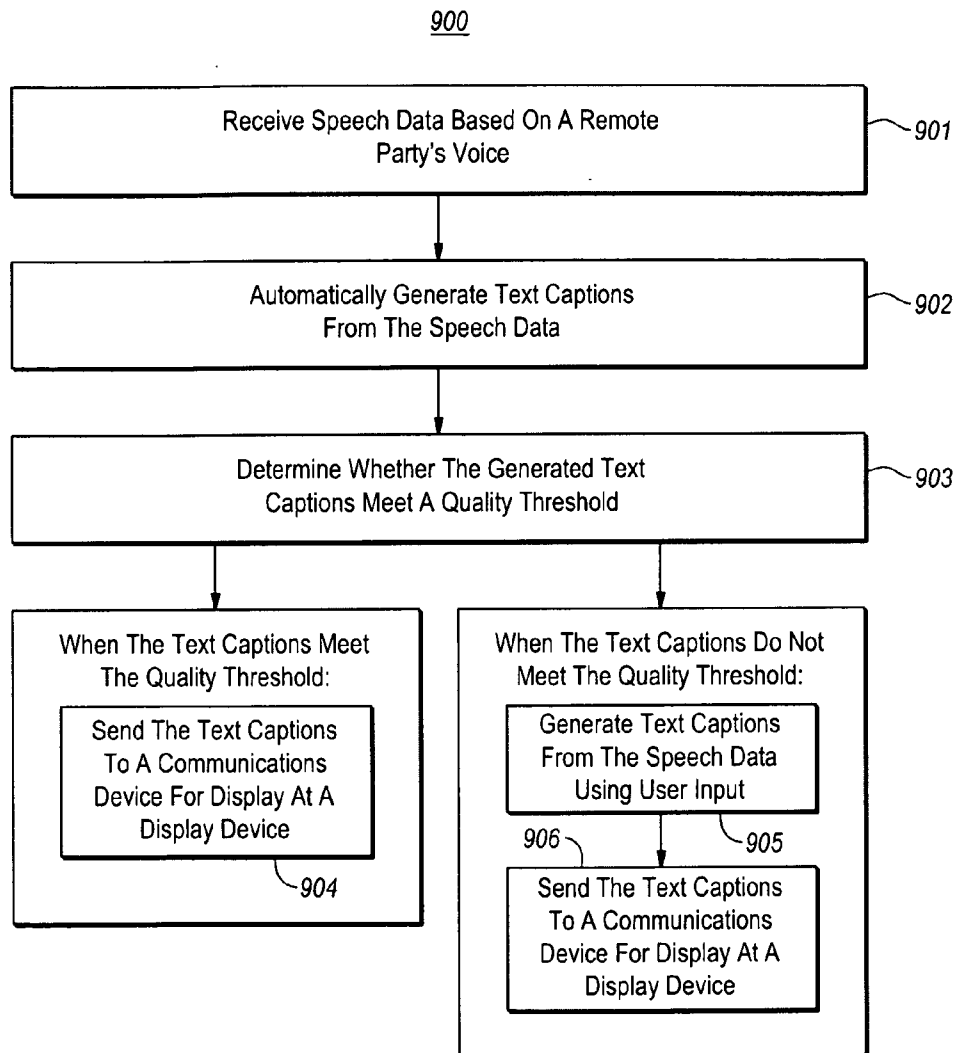 900
Receive Speech Data Based On A Remote
Party's Voice
901
Automatically Generate Text Captions
From The Speech Data
902
Determine Whether The Generated Text
Captions Meet A Quality Threshold
903
When The Text Captions Meet
The Quality Threshold:
Send The Text Captions
To A Communications
Device For Display At A
Display Device
904
When The Text Captions Do Not
Meet The Quality Threshold:
Generate Text Captions
From The Speech Data
Using User Input
905
906
Send The Text Captions
To A Communications
Device For Display At A
Display Device